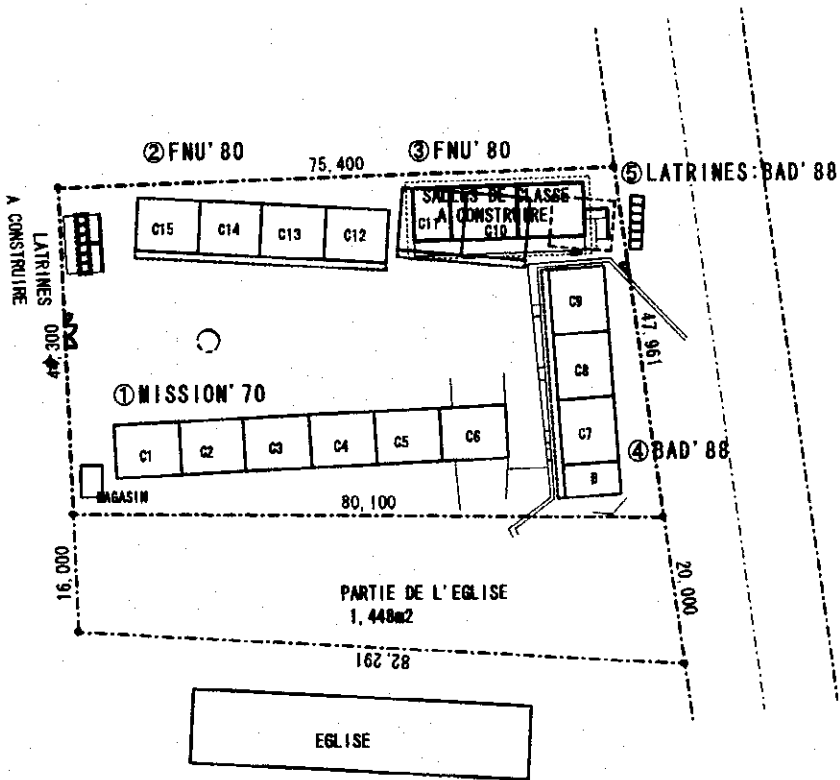 ②FNU'80
75,400
③FNU'80
⑤LATRINES:BAD'88
SALLES DE CLASSE
A CONSTRUIRE
C15
C14
C13
C12
C11
C10
LATRINES
A CONSTRUIRE
C9
47,961
C8
①MISSION'70
C1
C2
C3
C4
C5
C6
C7
④BAD'88
B
MAGASIN
80,100
16,000
20,000
PARTIE DE L'EGLISE
1,448m2
82,291
EGLISE